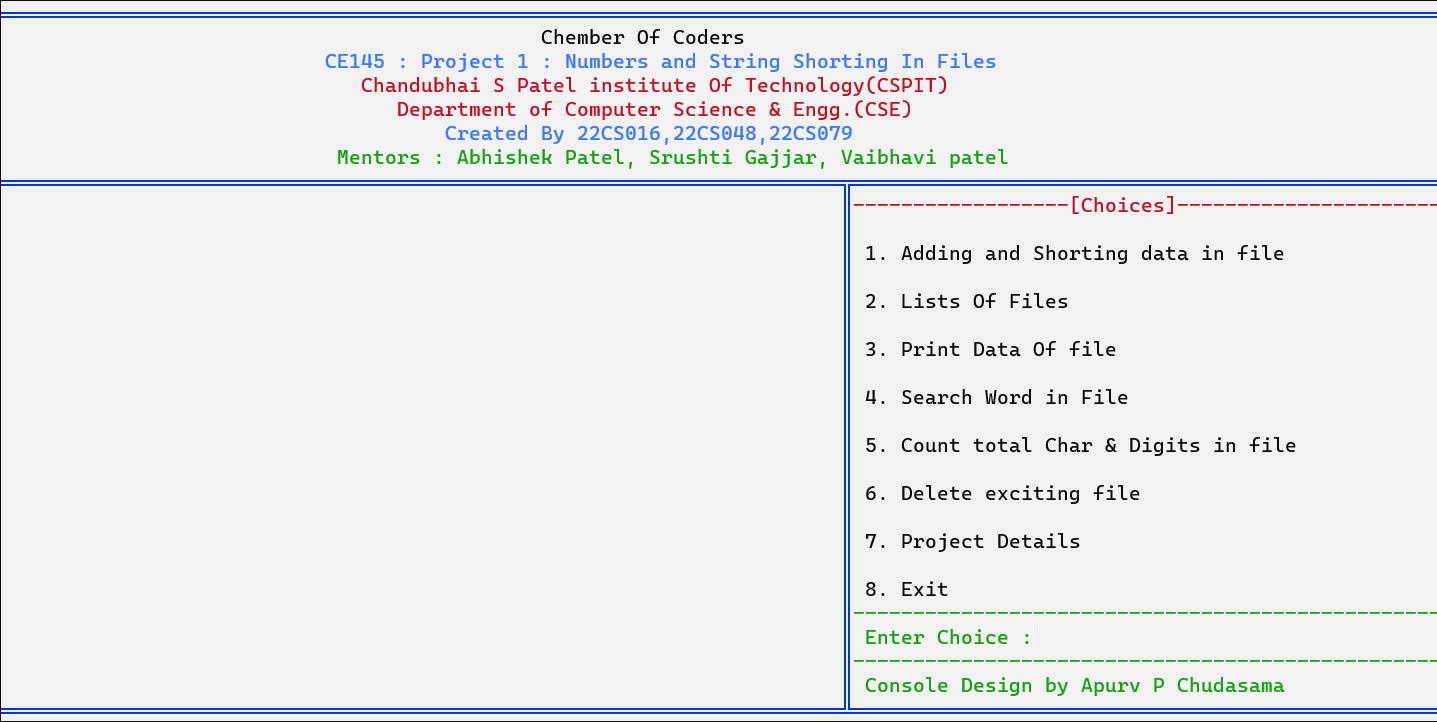 Chember Of Coders
CE145 : Project 1 : Numbers and String Shorting In Files
Chandubhai S Patel institute Of Technology(CSPIT)
Department of Computer Science & Engg.(CSE)
Created By 22CS016,22CS048,22CS079
Mentors : Abhishek Patel, Srushti Gajjar, Vaibhavi patel
------------------[Choices]----------------------
1. Adding and Shorting data in file
2. Lists Of Files
3. Print Data Of file
4. Search Word in File
5. Count total Char & Digits in file
6. Delete exciting file
7. Project Details
8. Exit
Enter Choice :
Console Design by Apurv P Chudasama